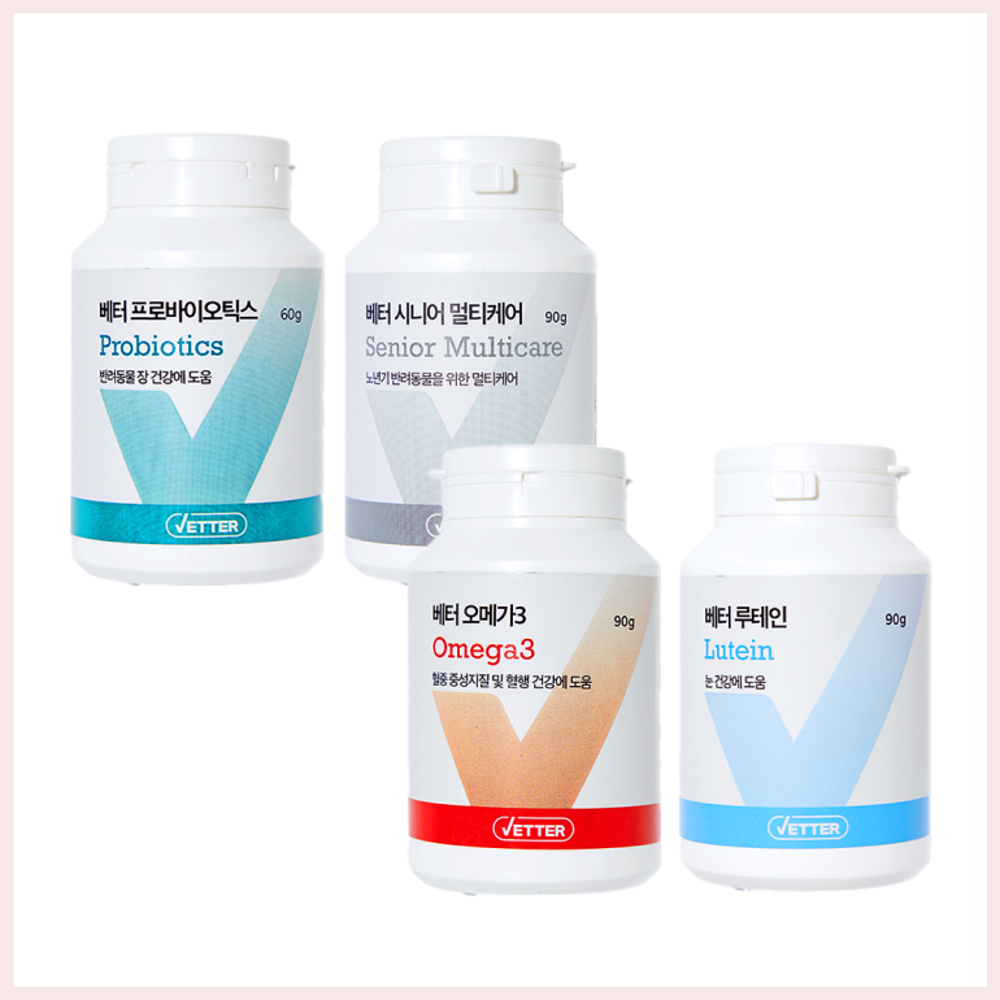 베터 프로바이오틱스 60g
Probiotics
반려동물 장 건강에 도움
VETTER
베터 시니어 멀티케어 90g
Senior Multicare
노년기 반려동물을 위한 멀티케어
베터 오메가3 90g
Omega3
혈중 중성지질 및 혈행 건강에 도움
VETTER
베터 루테인 90g
Lutein
눈 건강에 도움
VETTER